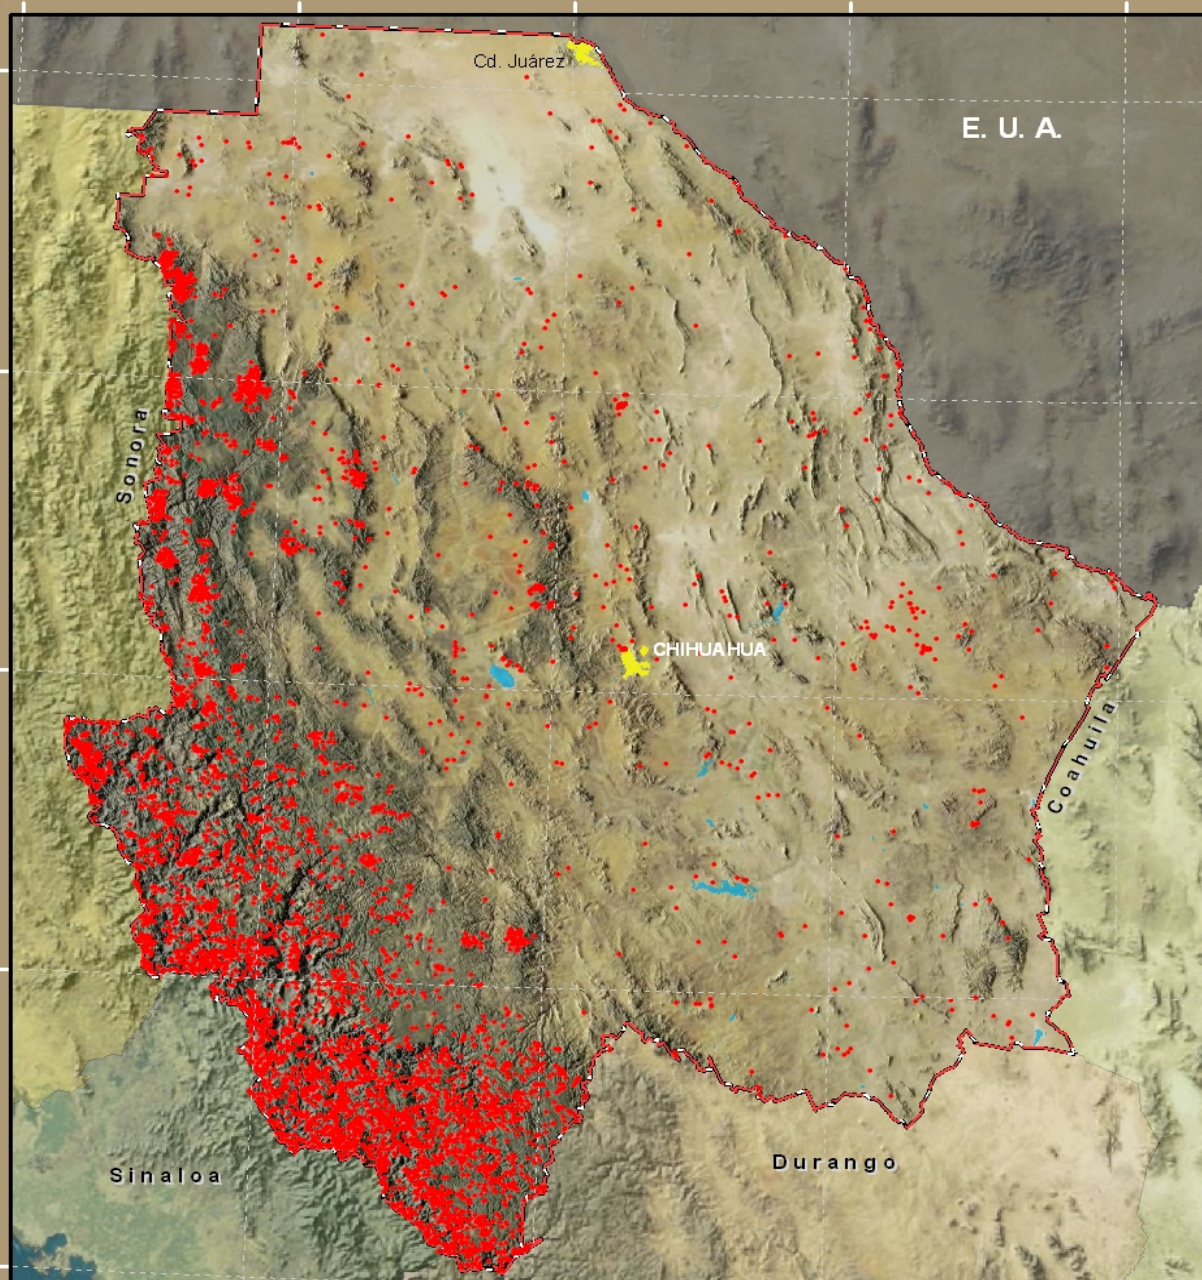 Cd. Juárez
E. U. A.
Sonora
CHIHUAHUA
Coahuila
Durango
Sinaloa